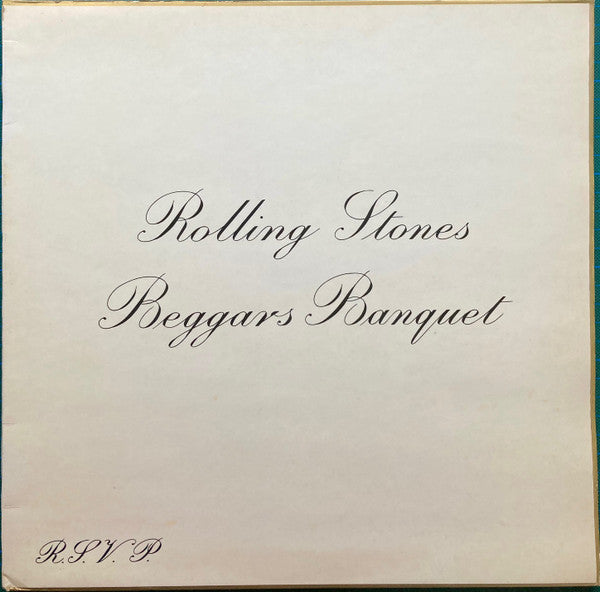 Rolling Stones
Beggars Banquet
R.S.V.P.